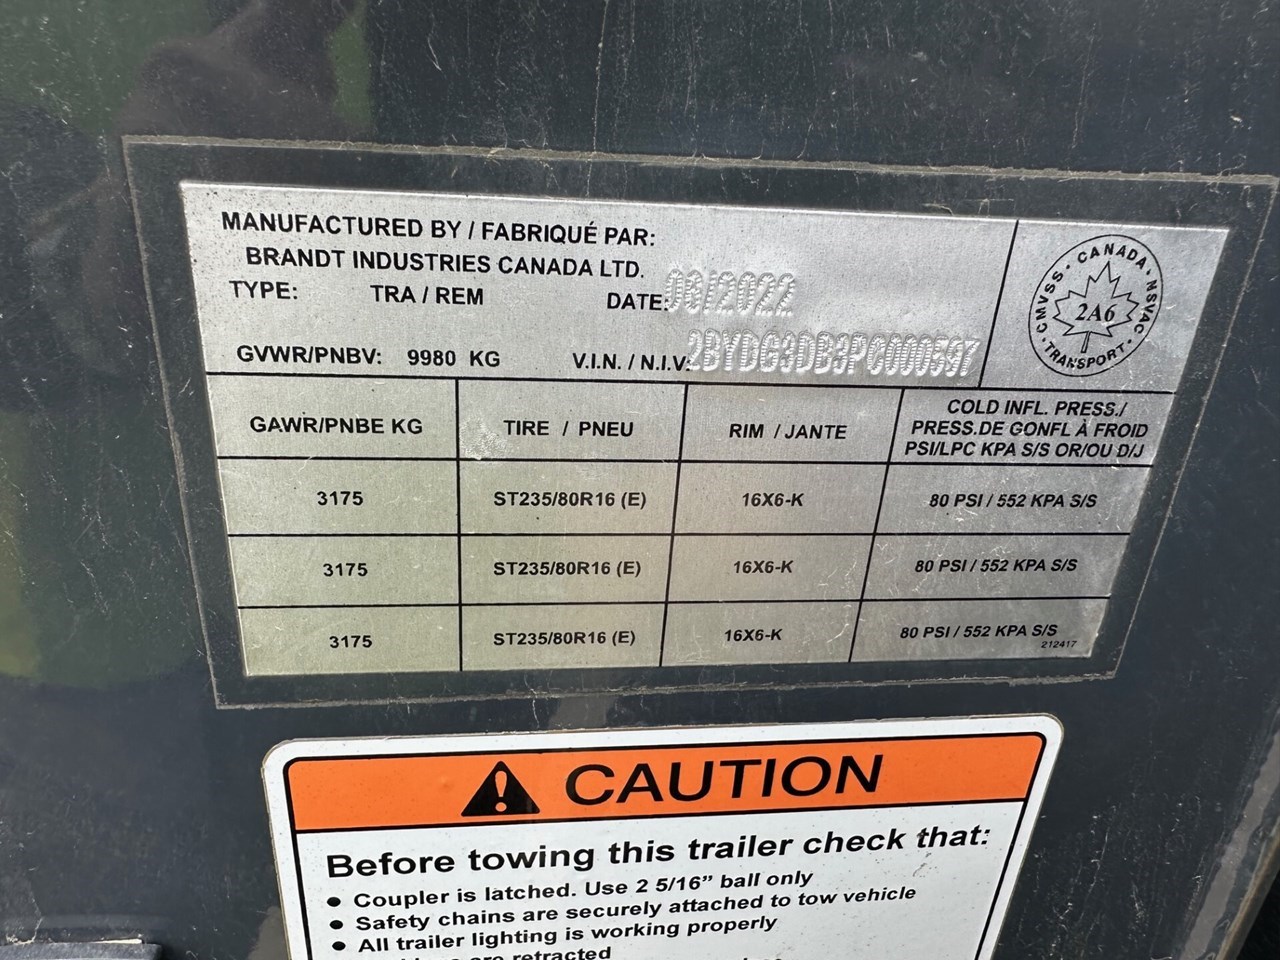 MANUFACTURED BY / FABRIQUÉ PAR:
BRANDT INDUSTRIES CANADA LTD.
TYPE: TRA / REM DATE: /2022
GVWR/PNBV: 9980 KG V.I.N. / N.I.V.:
CMVSS • CANADA • NSVAC • TRANSPORT •
2A6
GAWR/PNBE KG TIRE / PNEU RIM / JANTE COLD INFL. PRESS./
PRESS.DE GONFL À FROID
PSI/LPC KPA S/S OR/OU D/J
3175 ST235/80R16 (E) 16X6-K 80 PSI / 552 KPA S/S
3175 ST235/80R16 (E) 16X6-K 80 PSI / 552 KPA S/S
3175 ST235/80R16 (E) 16X6-K 80 PSI / 552 KPA S/S
212417
CAUTION
Before towing this trailer check that:
• Coupler is latched. Use 2 5/16” ball only
• Safety chains are securely attached to tow vehicle
• All trailer lighting is working properly
are retracted